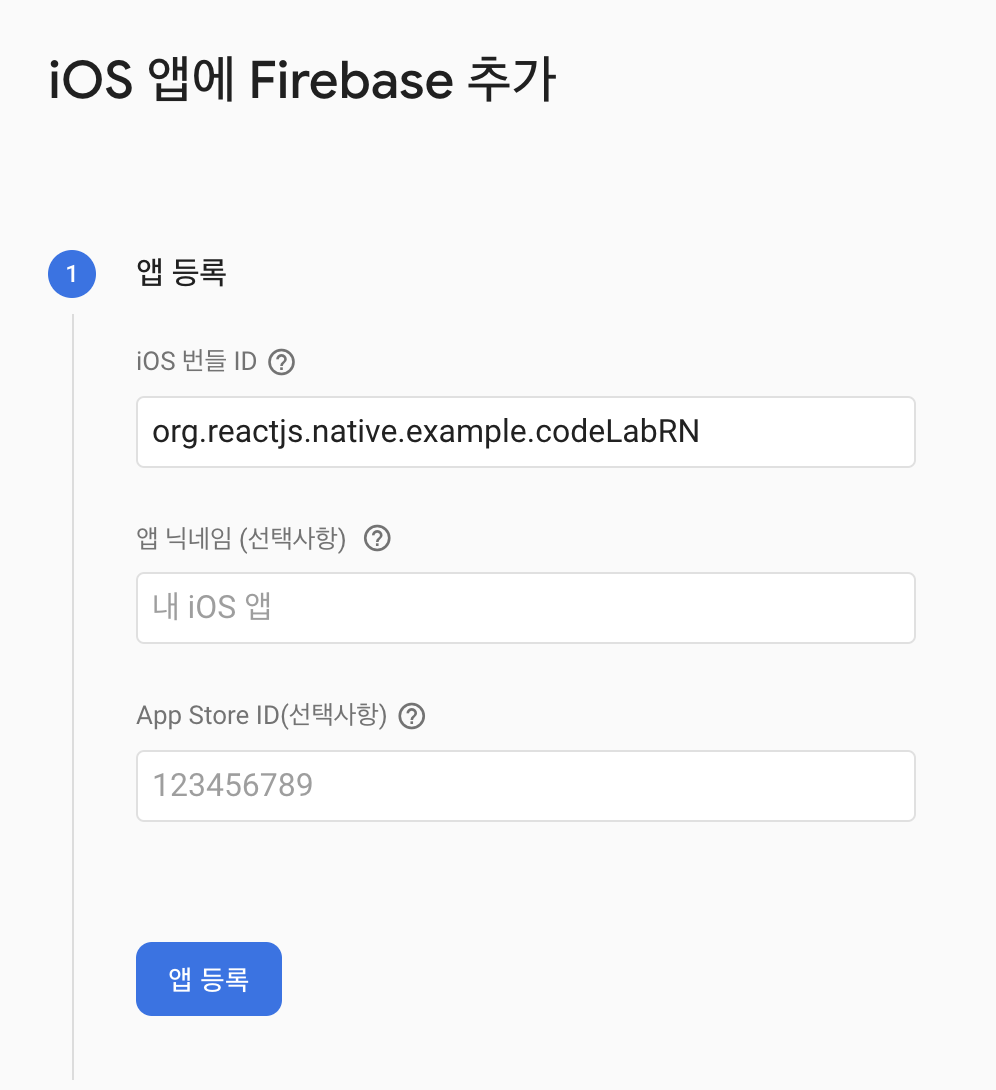 iOS 앱에 Firebase 추가
1 앱 등록
iOS 번들 ID ?
org.reactjs.native.example.codeLabRN
앱 닉네임 (선택사항) ?
내 iOS 앱
App Store ID(선택사항) ?
123456789
앱 등록